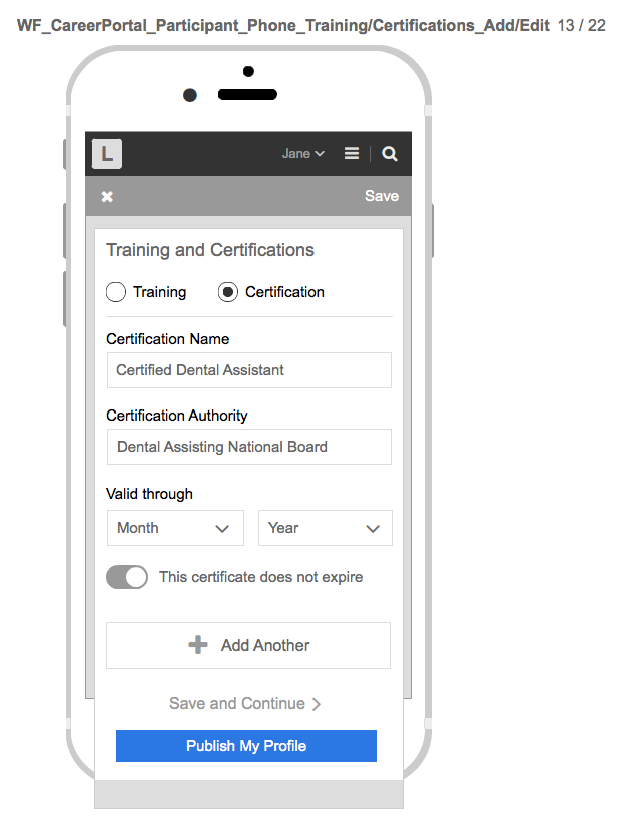 WF_CareerPortal_Participant_Phone_Training/Certifications_Add/Edit 13 / 22
L Jane
Save
Training and Certifications
Training Certification
Certification Name
Certified Dental Assistant
Certification Authority
Dental Assisting National Board
Valid through
Month Year
This certificate does not expire
Add Another
Save and Continue
Publish My Profile